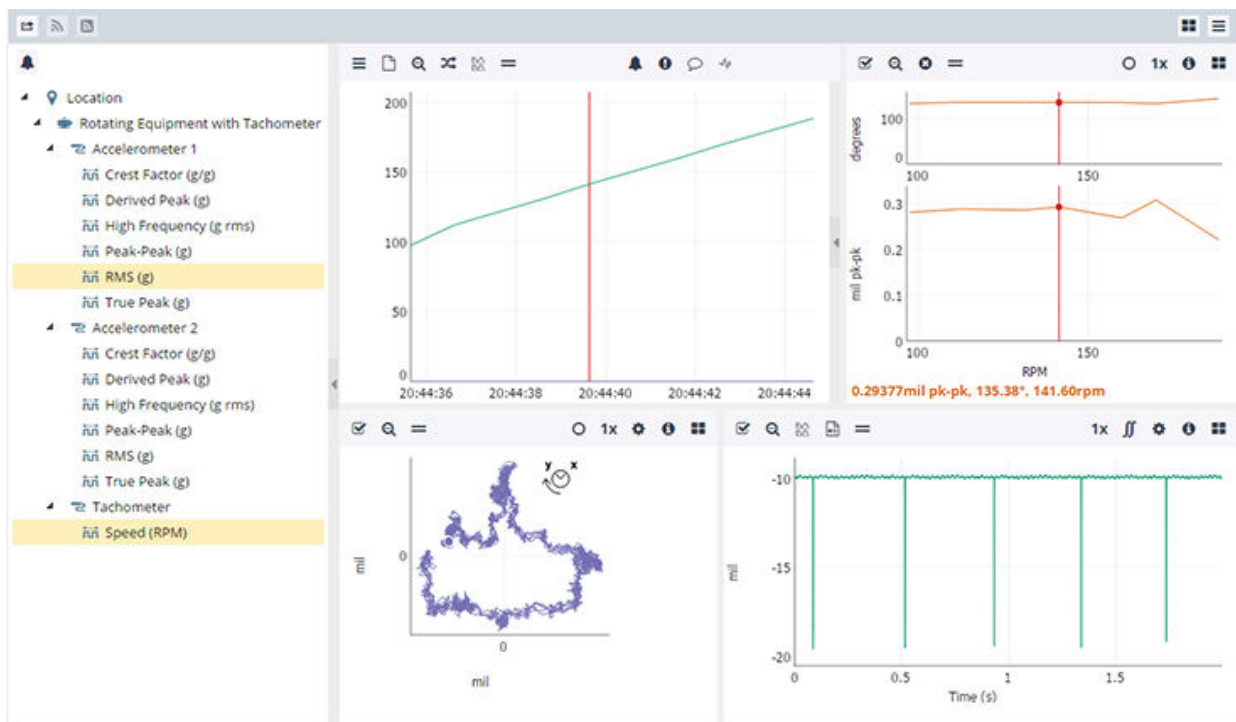 Location
Rotating Equipment with Tachometer
Accelerometer 1
Crest Factor (g/g)
Derived Peak (g)
High Frequency (g rms)
Peak-Peak (g)
RMS (g)
True Peak (g)
Accelerometer 2
Crest Factor (g/g)
Derived Peak (g)
High Frequency (g rms)
Peak-Peak (g)
RMS (g)
True Peak (g)
Tachometer
Speed (RPM)
200
150
100
50
0
20:44:36 20:44:38 20:44:40 20:44:42 20:44:44
1x
degrees
100
0
100 150
mil pk-pk
0.3
0.2
0.1
0
100 150
RPM
0.29377mil pk-pk, 135.38°, 141.60rpm
1x
y x
mil
0
0
mil
1x ∬
mil
-10
-15
-20
0 0.5 1 1.5
Time (s)